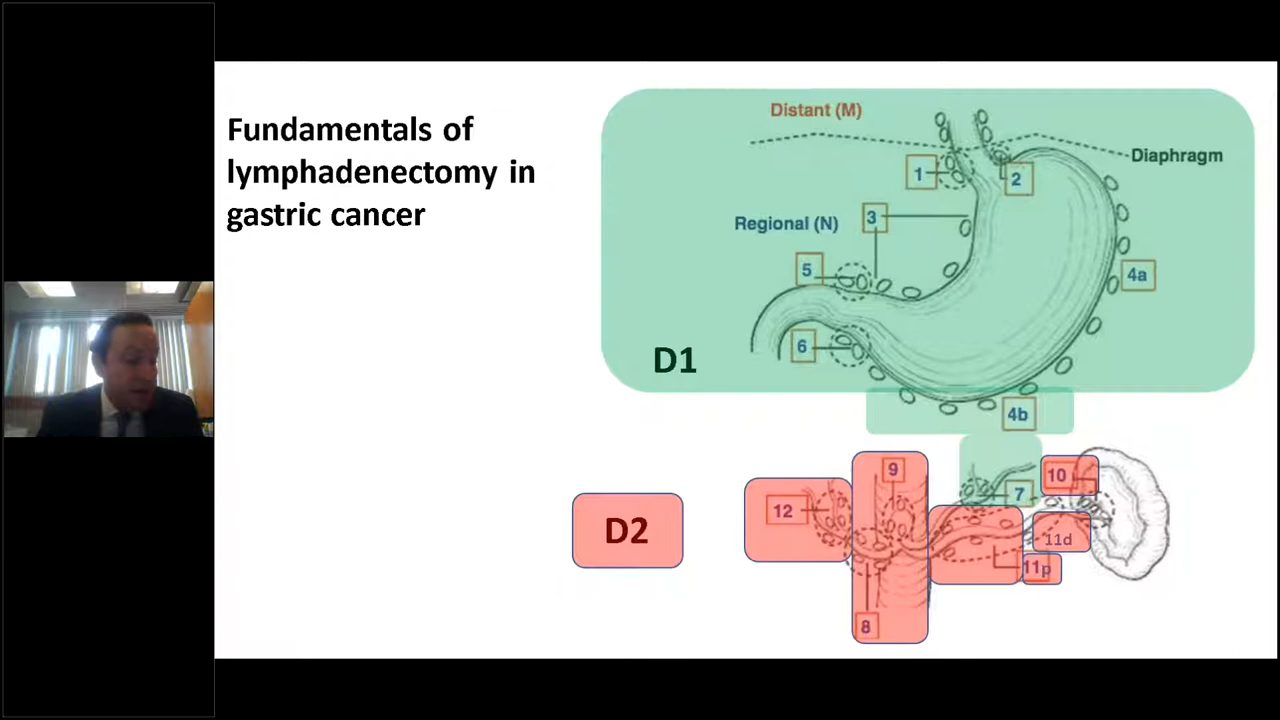 Fundamentals of
lymphadenectomy in
gastric cancer
Distant (M)
Diaphragm
1
2
Regional (N)
3
5
4a
6
D1
4b
9
10
7
12
D2
11d
11p
8